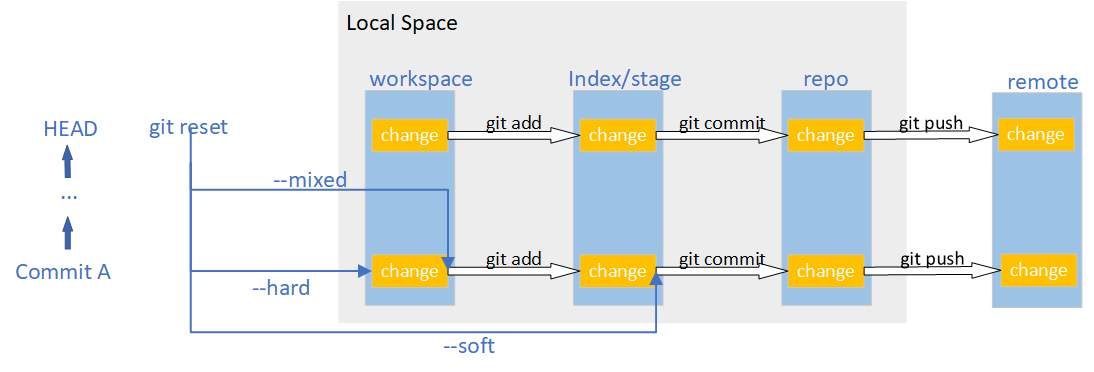 Local Space
workspace
Index/stage
repo
remote
HEAD
git reset
change
git add
change
git commit
change
git push
change
...
--mixed
Commit A
change
git add
change
git commit
change
git push
change
--hard
--soft